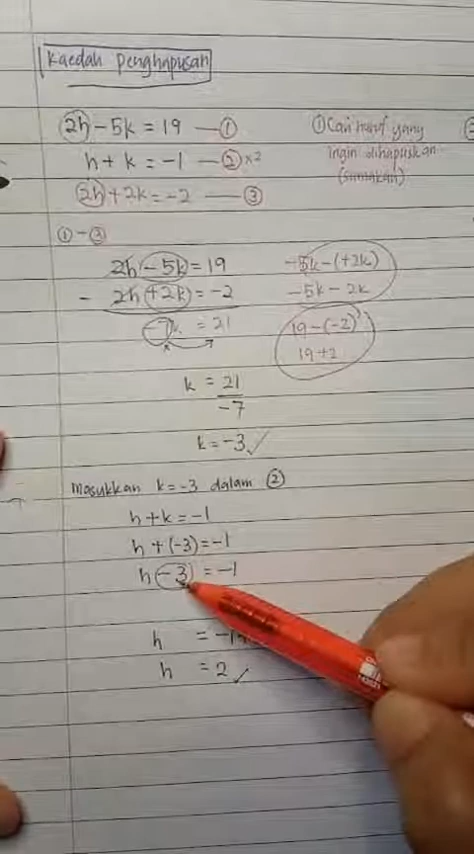 Kaedah Penghapusan
2h - 5k = 19 — ①
h + k = -1 — ② ×2
2h + 2k = -2 — ③
① Cari huruf yang
ingin dihapuskan
(samakan)
① - ③
2h - 5k = 19
- 2h + 2k = -2
-7k = 21
-5k - (+2k)
-5k - 2k
19 - (-2)
19 + 2
k = 21
-7
k = -3 ✓
Masukkan k = -3 dalam ②
h + k = -1
h + (-3) = -1
h - 3 = -1
h =
h = 2 ✓